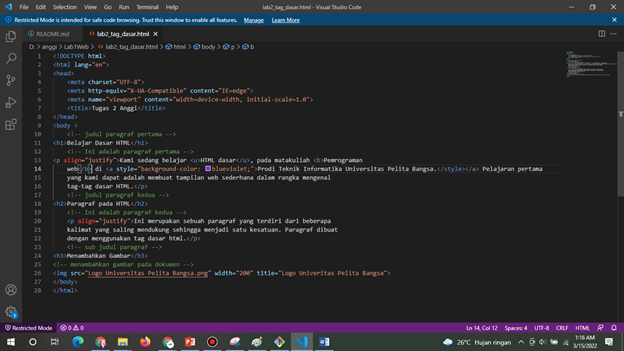 File Edit Selection View Go Run Terminal Help lab2_tag_dasar.html - Visual Studio Code
Restricted Mode is intended for safe code browsing. Trust this window to enable all features. Manage Learn More
README.md lab2_tag_dasar.html
D: > anggi > Lab1Web > lab2_tag_dasar.html > html > body > p > b
1 <!DOCTYPE html>
2 <html lang="en">
3 <head>
4 <meta charset="UTF-8">
5 <meta http-equiv="X-UA-Compatible" content="IE=edge">
6 <meta name="viewport" content="width=device-width, initial-scale=1.0">
7 <title>Tugas 2 Anggi</title>
8 </head>
9 <body >
10 <!-- judul paragraf pertama -->
11 <h1>Belajar Dasar HTML</h1>
12 <!-- Ini adalah paragraf pertama -->
13 <p align="justify">Kami sedang belajar <u>HTML dasar</u>, pada matakuliah <b>Pemrograman
14 web</b> di <a style="background-color: blueviolet;">Prodi Teknik Informatika Universitas Pelita Bangsa.</style></a> Pelajaran pertama
15 yang kami dapat adalah membuat tampilan web sederhana dalam rangka mengenal
16 tag-tag dasar HTML.</p>
17 <!-- judul paragraf kedua -->
18 <h2>Paragraf pada HTML</h2>
19 <!-- Ini adalah paragraf kedua -->
20 <p align="justify">Ini merupakan sebuah paragraf yang terdiri dari beberapa
21 kalimat yang saling mendukung sehingga menjadi satu kesatuan. Paragraf dibuat
22 dengan menggunakan tag dasar html.</p>
23 <!-- sub judul paragraf -->
24 <h3>Menambahkan Gambar</h3>
25 <!-- menambahkan gambar pada dokumen -->
26 <img src="Logo Universitas Pelita Bangsa.png" width="200" title="Logo Univeritas Pelita Bangsa">
27 </body>
28 </html>
Restricted Mode 0 0 Ln 14, Col 12 Spaces: 4 UTF-8 CRLF HTML
26°C Hujan ringan 1:16 AM
3/15/2022